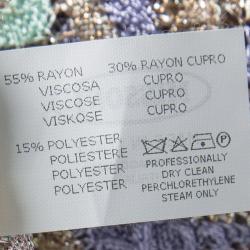 55% RAYON 30% RAYON CUPRO
VISCOSA CUPRO
VISCOSE CUPRO
VISKOSE CUPRO
15% POLYESTER
POLIESTERE
POLYESTER
POLYESTER
PROFESSIONALLY
DRY CLEAN
PERCHLORETHYLENE
STEAM ONLY